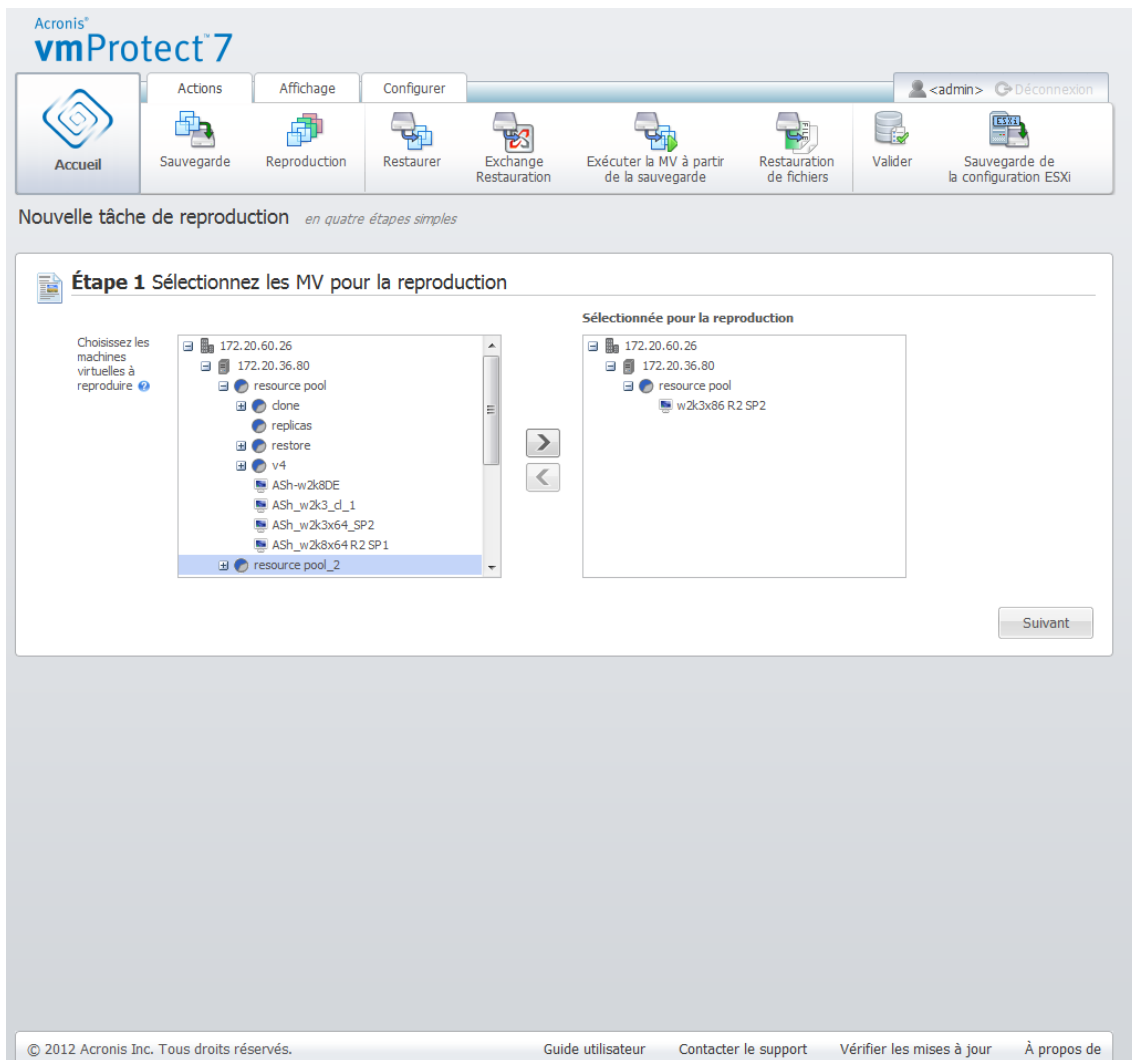 Acronis®
vmProtect™7
Actions
Affichage
Configurer
<admin>
Déconnexion
Accueil
Sauvegarde
Reproduction
Restaurer
Exchange
Restauration
Exécuter la MV à partir
de la sauvegarde
Restauration
de fichiers
Valider
ESXi
Sauvegarde de
la configuration ESXi
Nouvelle tâche de reproduction en quatre étapes simples
Étape 1 Sélectionnez les MV pour la reproduction
Choisissez les
machines
virtuelles à
reproduire
172.20.60.26
172.20.36.80
resource pool
clone
replicas
restore
v4
ASh-w2k8DE
ASh_w2k3_cl_1
ASh_w2k3x64_SP2
ASh_w2k8x64 R2 SP1
resource pool_2
Sélectionnée pour la reproduction
172.20.60.26
172.20.36.80
resource pool
w2k3x86 R2 SP2
Suivant
© 2012 Acronis Inc. Tous droits réservés.
Guide utilisateur
Contacter le support
Vérifier les mises à jour
À propos de